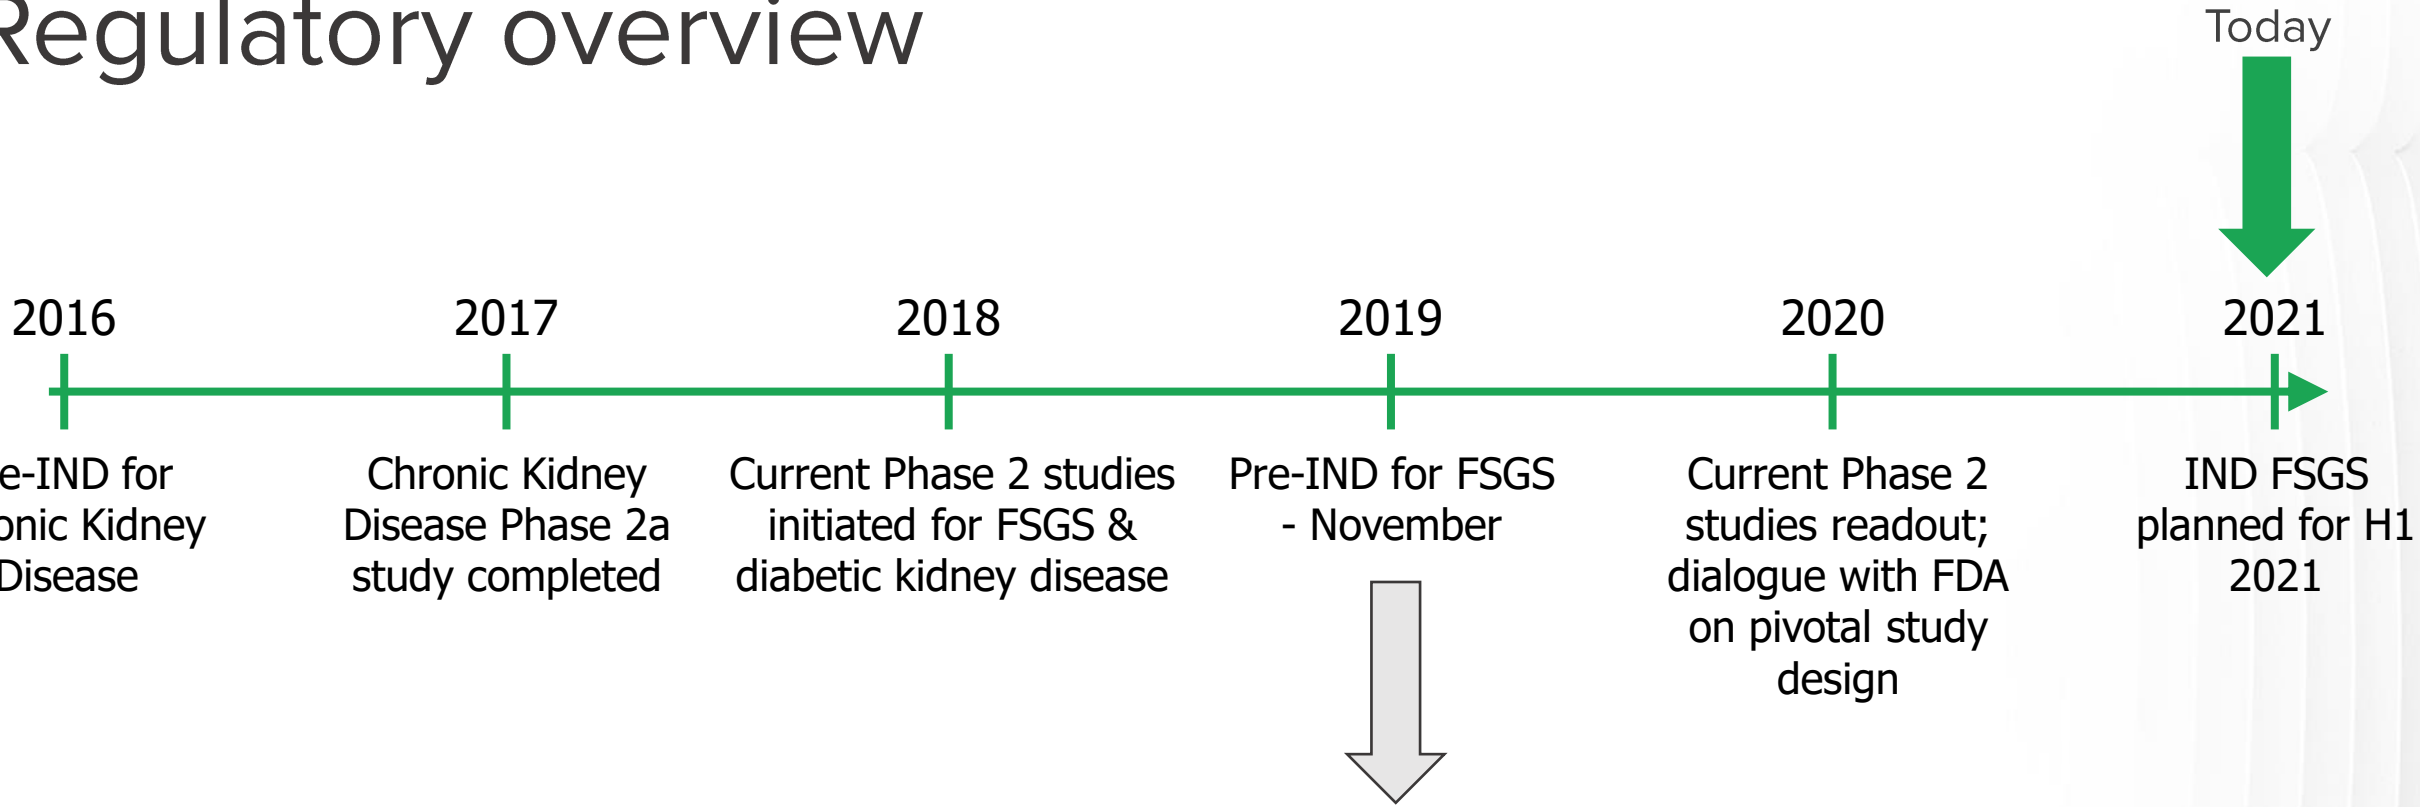 Regulatory overview
Today
2016
2017
2018
2019
2020
2021
e-IND for
onic Kidney
Disease
Chronic Kidney
Disease Phase 2a
study completed
Current Phase 2 studies
initiated for FSGS &
diabetic kidney disease
Pre-IND for FSGS
- November
Current Phase 2
studies readout;
dialogue with FDA
on pivotal study
design
IND FSGS
planned for H1
2021